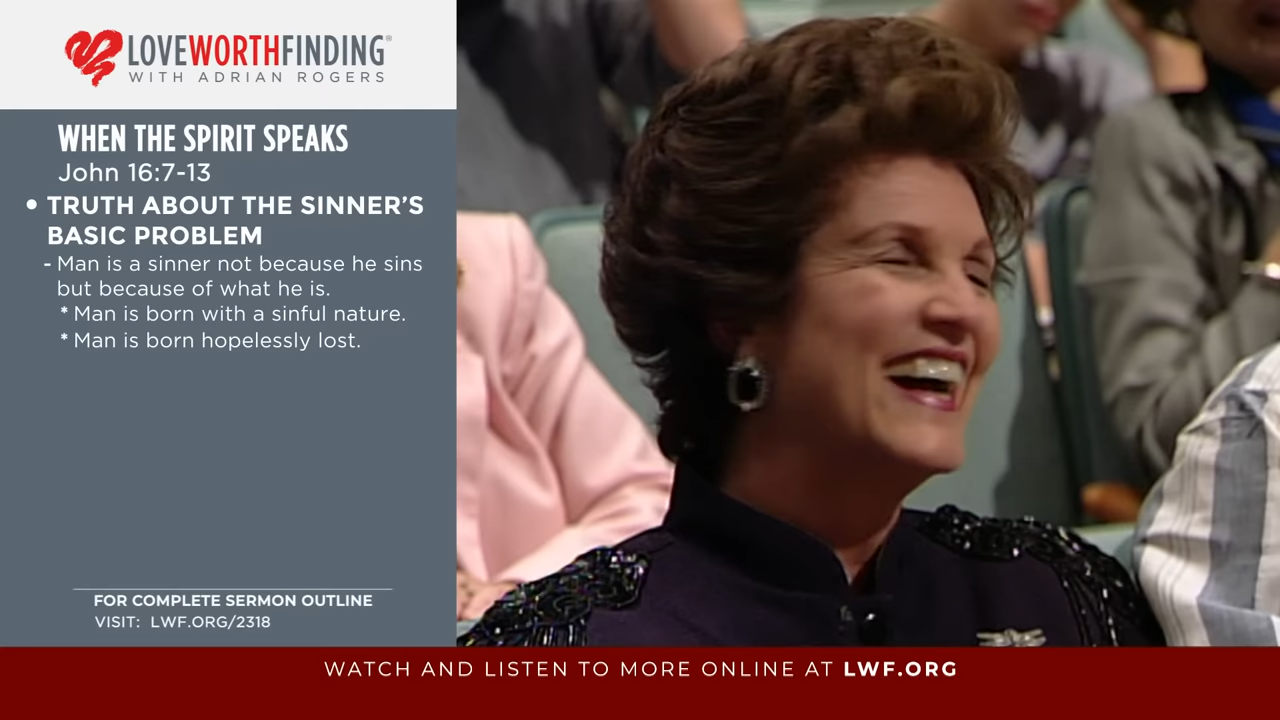 LOVEWORTHFINDING®
WITH ADRIAN ROGERS
WHEN THE SPIRIT SPEAKS
John 16:7-13
• TRUTH ABOUT THE SINNER'S
BASIC PROBLEM
- Man is a sinner not because he sins
but because of what he is.
* Man is born with a sinful nature.
* Man is born hopelessly lost.
FOR COMPLETE SERMON OUTLINE
VISIT: LWF.ORG/2318
WATCH AND LISTEN TO MORE ONLINE AT LWF.ORG